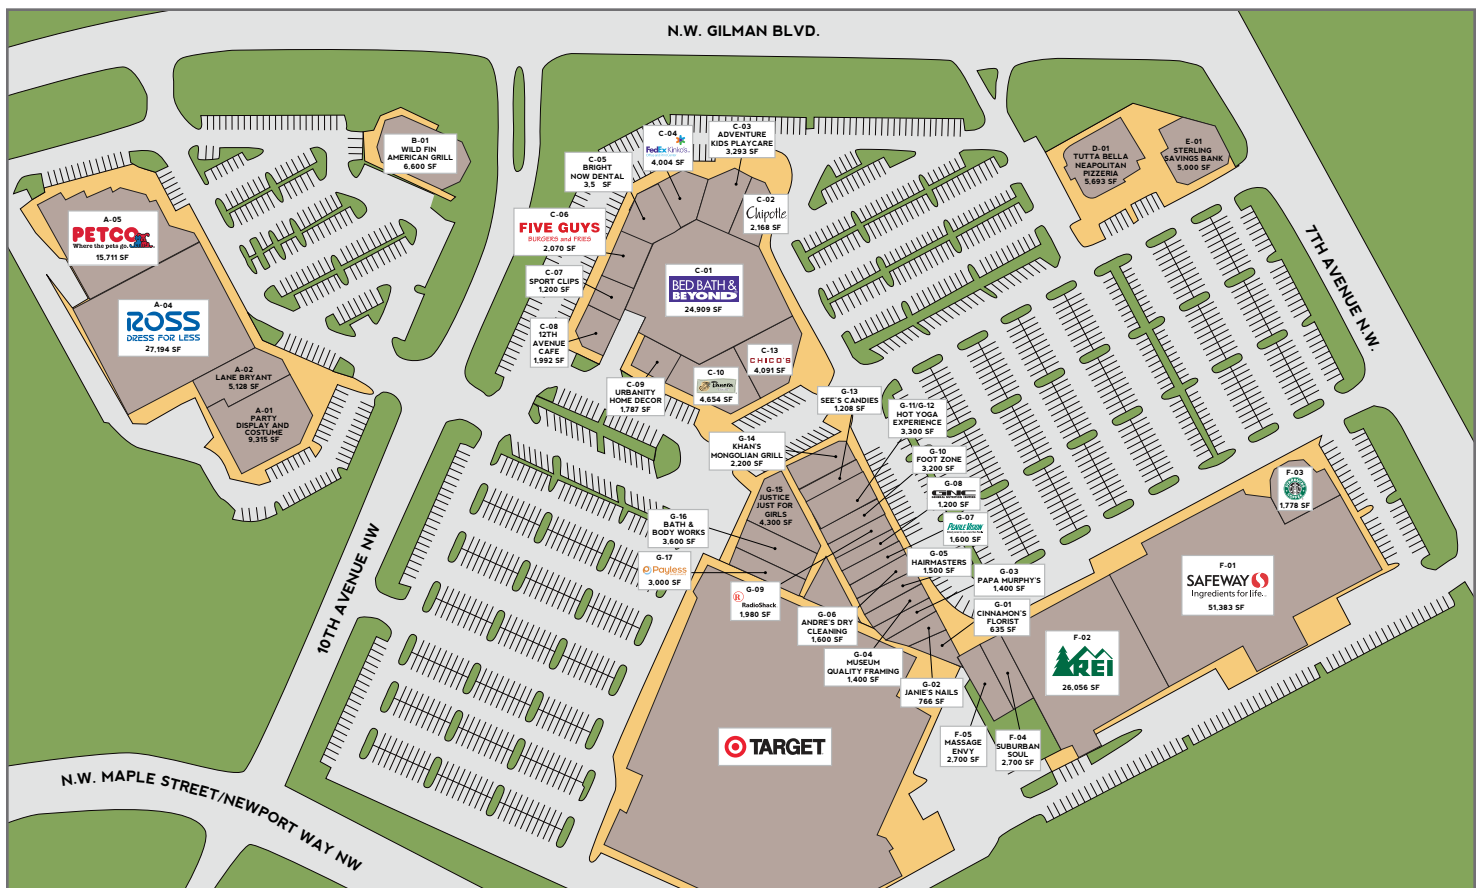 N.W. GILMAN BLVD.
7TH AVENUE N.W.
10TH AVENUE NW
N.W. MAPLE STREET/NEWPORT WAY NW
A-05
PETCO
Where the pets go.
15,711 SF
A-04
ROSS
DRESS FOR LESS
27,194 SF
A-02
LANE BRYANT
5,128 SF
A-01
PARTY
DISPLAY AND
COSTUME
9,315 SF
B-01
WILD FIN
AMERICAN GRILL
6,600 SF
C-04
FedEx Kinko's
4,004 SF
C-03
ADVENTURE
KIDS PLAYCARE
3,293 SF
C-05
BRIGHT
NOW DENTAL
3,5 SF
C-02
Chipotle
2,168 SF
C-06
FIVE GUYS
BURGERS and FRIES
2,070 SF
C-07
SPORT CLIPS
1,200 SF
C-01
BED BATH &
BEYOND
24,909 SF
C-08
12TH
AVENUE
CAFE
1,992 SF
C-13
CHICO'S
4,091 SF
C-09
URBANITY
HOME DECOR
1,787 SF
C-10
Panera
4,654 SF
D-01
TUTTA BELLA
NEAPOLITAN
PIZZERIA
5,693 SF
E-01
STERLING
SAVINGS BANK
5,000 SF
G-13
SEE'S CANDIES
1,208 SF
G-11/G-12
HOT YOGA
EXPERIENCE
3,300 SF
G-14
KHAN'S
MONGOLIAN GRILL
2,200 SF
G-10
FOOT ZONE
3,200 SF
G-08
GNC
1,200 SF
G-15
JUSTICE
JUST FOR
GIRLS
4,300 SF
G-07
PEARLE VISION
1,600 SF
G-16
BATH &
BODY WORKS
3,600 SF
G-05
HAIRMASTERS
1,500 SF
G-17
Payless
3,000 SF
G-03
PAPA MURPHY'S
1,400 SF
G-09
R
RadioShack
1,980 SF
G-01
CINNAMON'S
FLORIST
635 SF
G-06
ANDRE'S DRY
CLEANING
1,600 SF
G-04
MUSEUM
QUALITY FRAMING
1,400 SF
G-02
JANIE'S NAILS
766 SF
TARGET
F-03
1,778 SF
F-01
SAFEWAY
Ingredients for life.
51,383 SF
F-02
REI
26,056 SF
F-05
MASSAGE
ENVY
2,700 SF
F-04
SUBURBAN
SOUL
2,700 SF